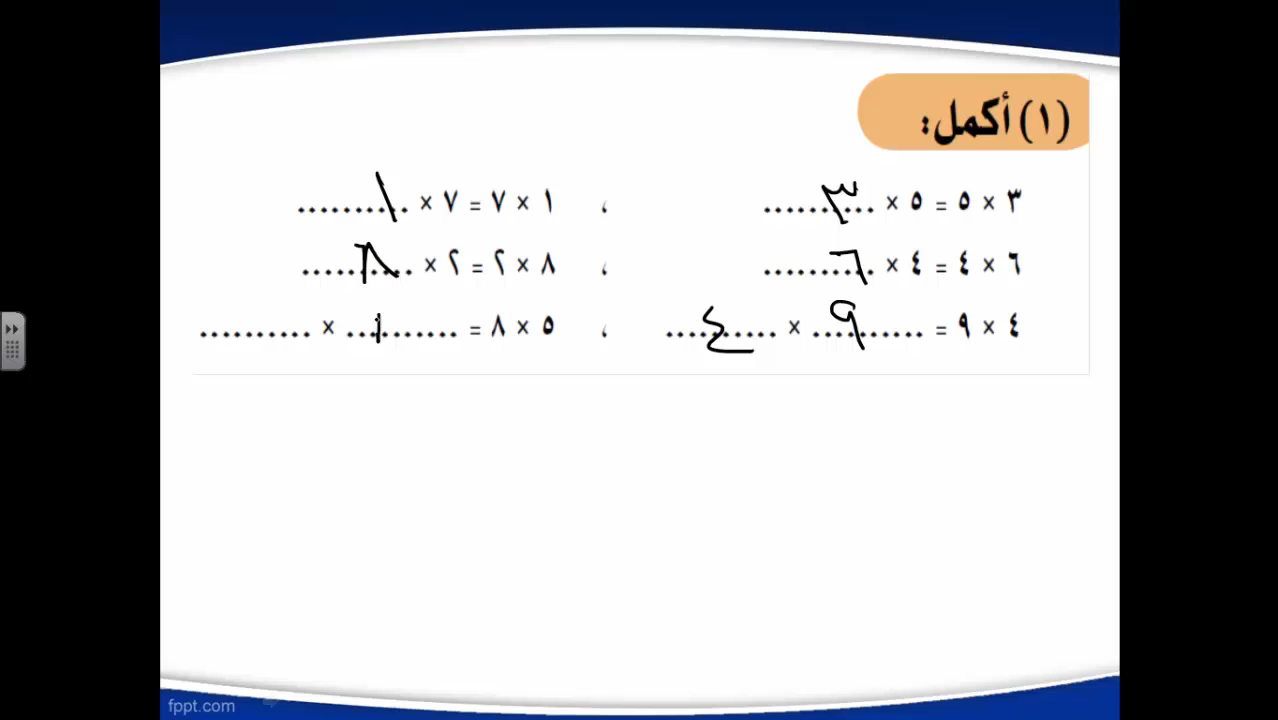 (١) أكمل:
٣ × ٥ = ٥ × ....٣.... ، ١ × ٧ = ٧ × ....١....
٦ × ٤ = ٤ × ....٦.... ، ٨ × ٢ = ٢ × ....٨....
٤ × ٩ = ....٩.... × ....٤.... ، ٥ × ٨ = .......... × ..........
fppt.com